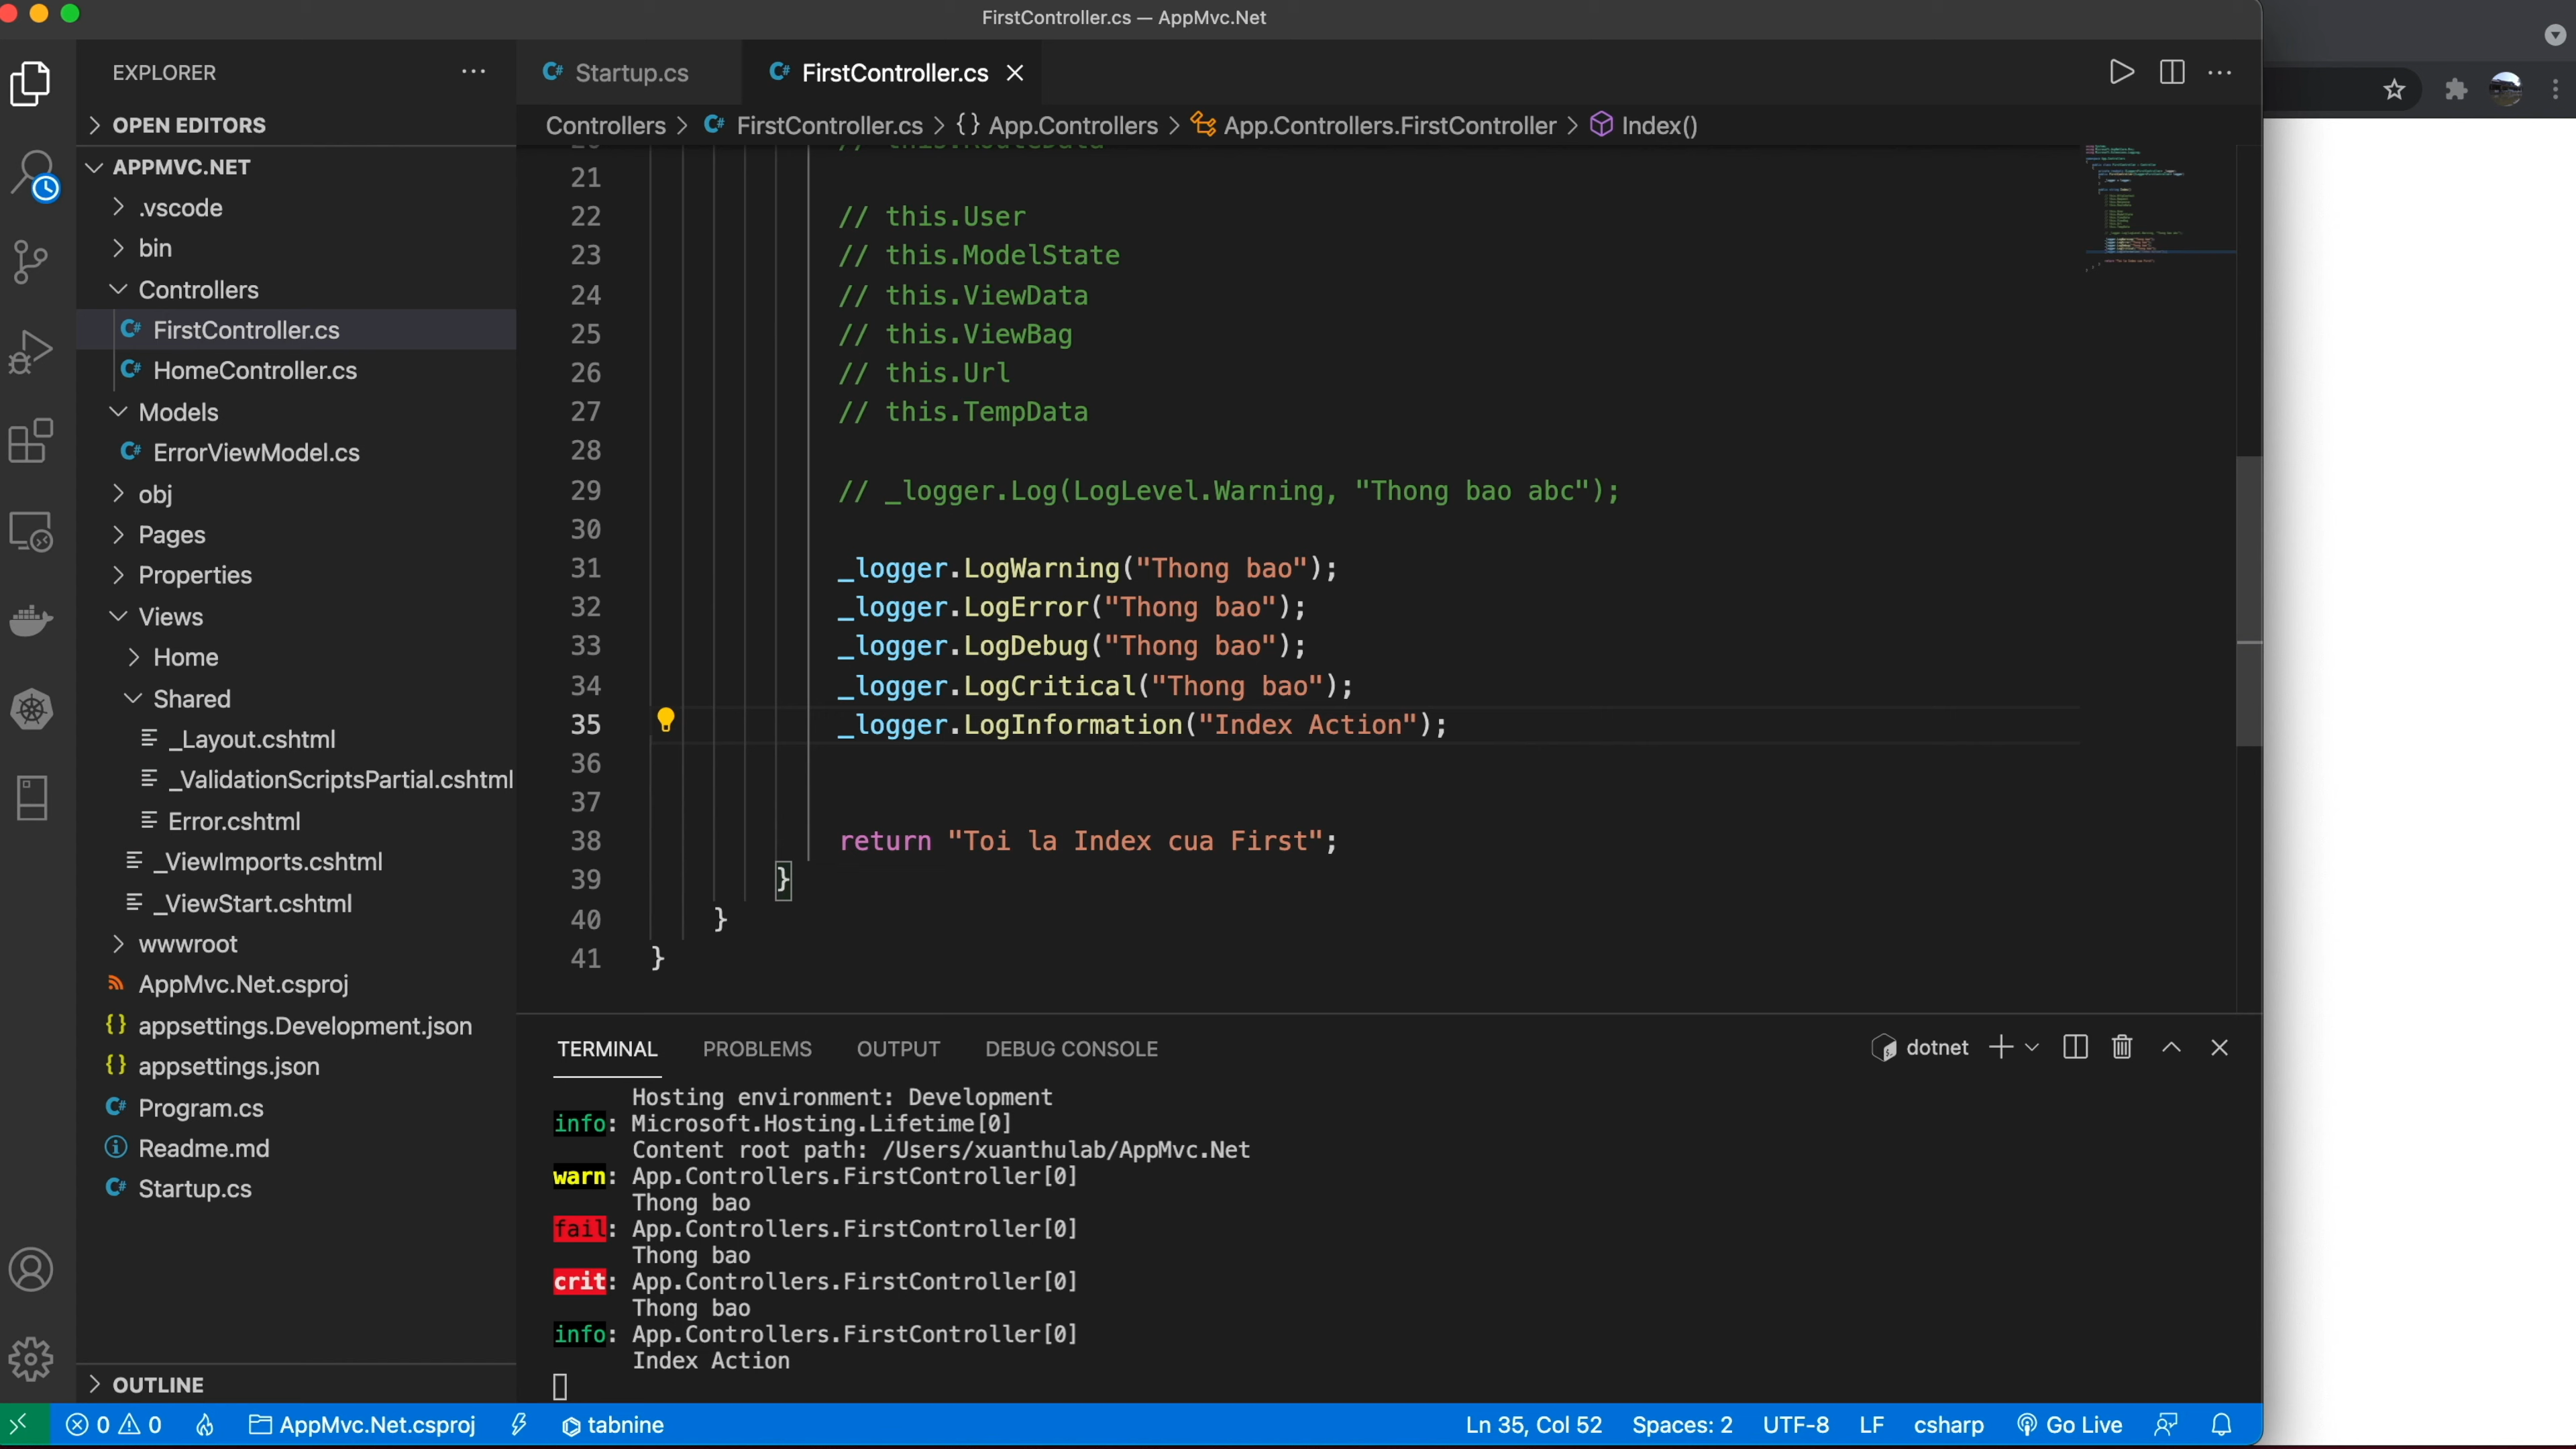 FirstController.cs — AppMvc.Net
EXPLORER
OPEN EDITORS
APPMVC.NET
.vscode
bin
Controllers
FirstController.cs
HomeController.cs
Models
ErrorViewModel.cs
obj
Pages
Properties
Views
Home
Shared
_Layout.cshtml
_ValidationScriptsPartial.cshtml
Error.cshtml
_ViewImports.cshtml
_ViewStart.cshtml
wwwroot
AppMvc.Net.csproj
appsettings.Development.json
appsettings.json
Program.cs
Readme.md
Startup.cs
OUTLINE
Startup.cs
FirstController.cs
Controllers > FirstController.cs > {} App.Controllers > App.Controllers.FirstController > Index()
20 // this.RouteData
21
22 // this.User
23 // this.ModelState
24 // this.ViewData
25 // this.ViewBag
26 // this.Url
27 // this.TempData
28
29 // _logger.Log(LogLevel.Warning, "Thong bao abc");
30
31 _logger.LogWarning("Thong bao");
32 _logger.LogError("Thong bao");
33 _logger.LogDebug("Thong bao");
34 _logger.LogCritical("Thong bao");
35 _logger.LogInformation("Index Action");
36
37
38 return "Toi la Index cua First";
39 }
40 }
41 }
TERMINAL PROBLEMS OUTPUT DEBUG CONSOLE
dotnet
Hosting environment: Development
info: Microsoft.Hosting.Lifetime[0]
Content root path: /Users/xuanthulab/AppMvc.Net
warn: App.Controllers.FirstController[0]
Thong bao
fail: App.Controllers.FirstController[0]
Thong bao
crit: App.Controllers.FirstController[0]
Thong bao
info: App.Controllers.FirstController[0]
Index Action
0 0 AppMvc.Net.csproj tabnine
Ln 35, Col 52 Spaces: 2 UTF-8 LF csharp Go Live